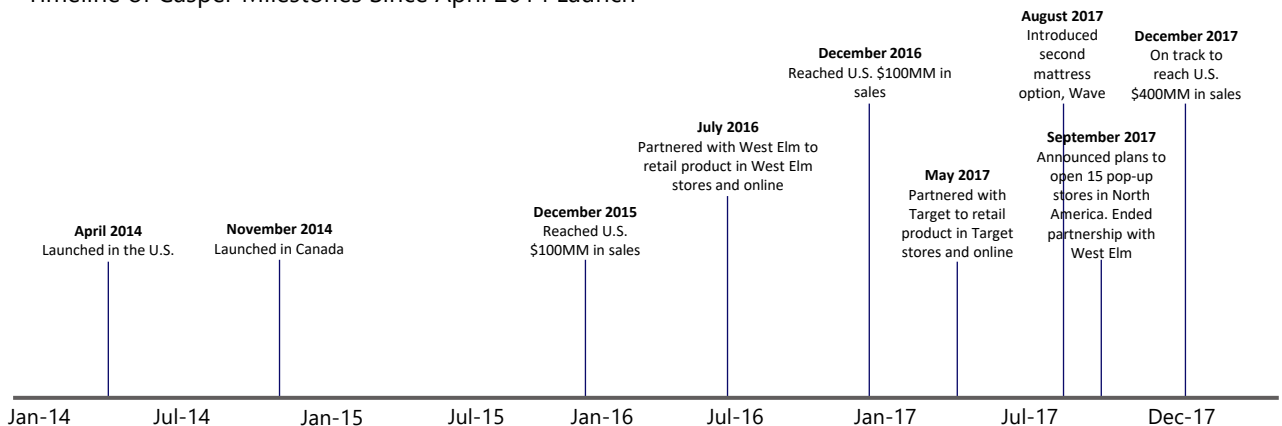 Timeline of Casper Milestones Since April 2014 Launch
August 2017
Introduced
second
mattress
option, Wave
December 2017
On track to
reach U.S.
$400MM in sales
December 2016
Reached U.S. $100MM in
sales
July 2016
Partnered with West Elm to
retail product in West Elm
stores and online
September 2017
Announced plans to
open 15 pop-up
stores in North
America. Ended
partnership with
West Elm
May 2017
Partnered with
Target to retail
product in Target
stores and online
December 2015
Reached U.S.
$100MM in sales
April 2014
Launched in the U.S.
November 2014
Launched in Canada
Jan-14 Jul-14 Jan-15 Jul-15 Jan-16 Jul-16 Jan-17 Jul-17 Dec-17